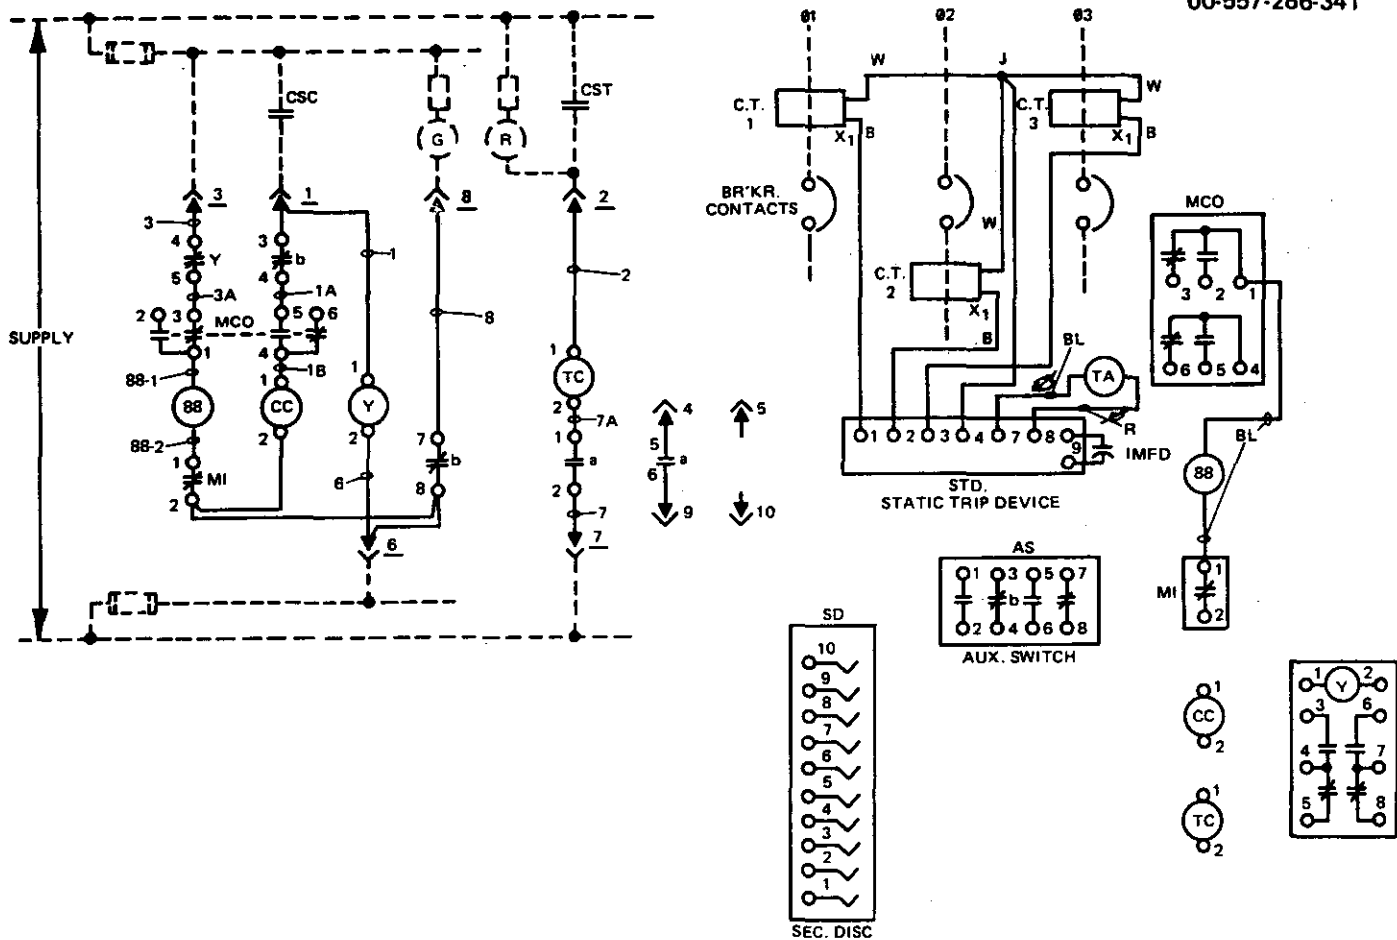 00-557-286-341
Ø1 Ø2 Ø3
W J
CSC CST
C.T. 1 W
C.T. 3 W
G R
X1 B X1 B
3 1 8 2
BR'KR.
CONTACTS
MCO
3 4 Y 3 b 1 W
5 3A 4 1A 2
C.T. 2
3 2 1
2 3 MCO 5 6 8
X1
B
SUPPLY
BL
1 4 1B 1 1
TA
6 5 4
88-1 1
88 CC Y TC
2 2 2 7A
4 5
88-2 7 1
5
1 2 3 4 7 8 9
R
BL
1 MI b a
6 a
IMFD
88
2 6 8 2
STD.
STATIC TRIP DEVICE
7
9 10
6 7
AS
1 3 5 7
b
2 4 6 8
AUX. SWITCH
1
MI
2
SD
10
9
8
7
6
5
4
3
2
1
SEC. DISC
1
CC
2
1
TC
2
1 Y 2
3 6
4 7
5 8